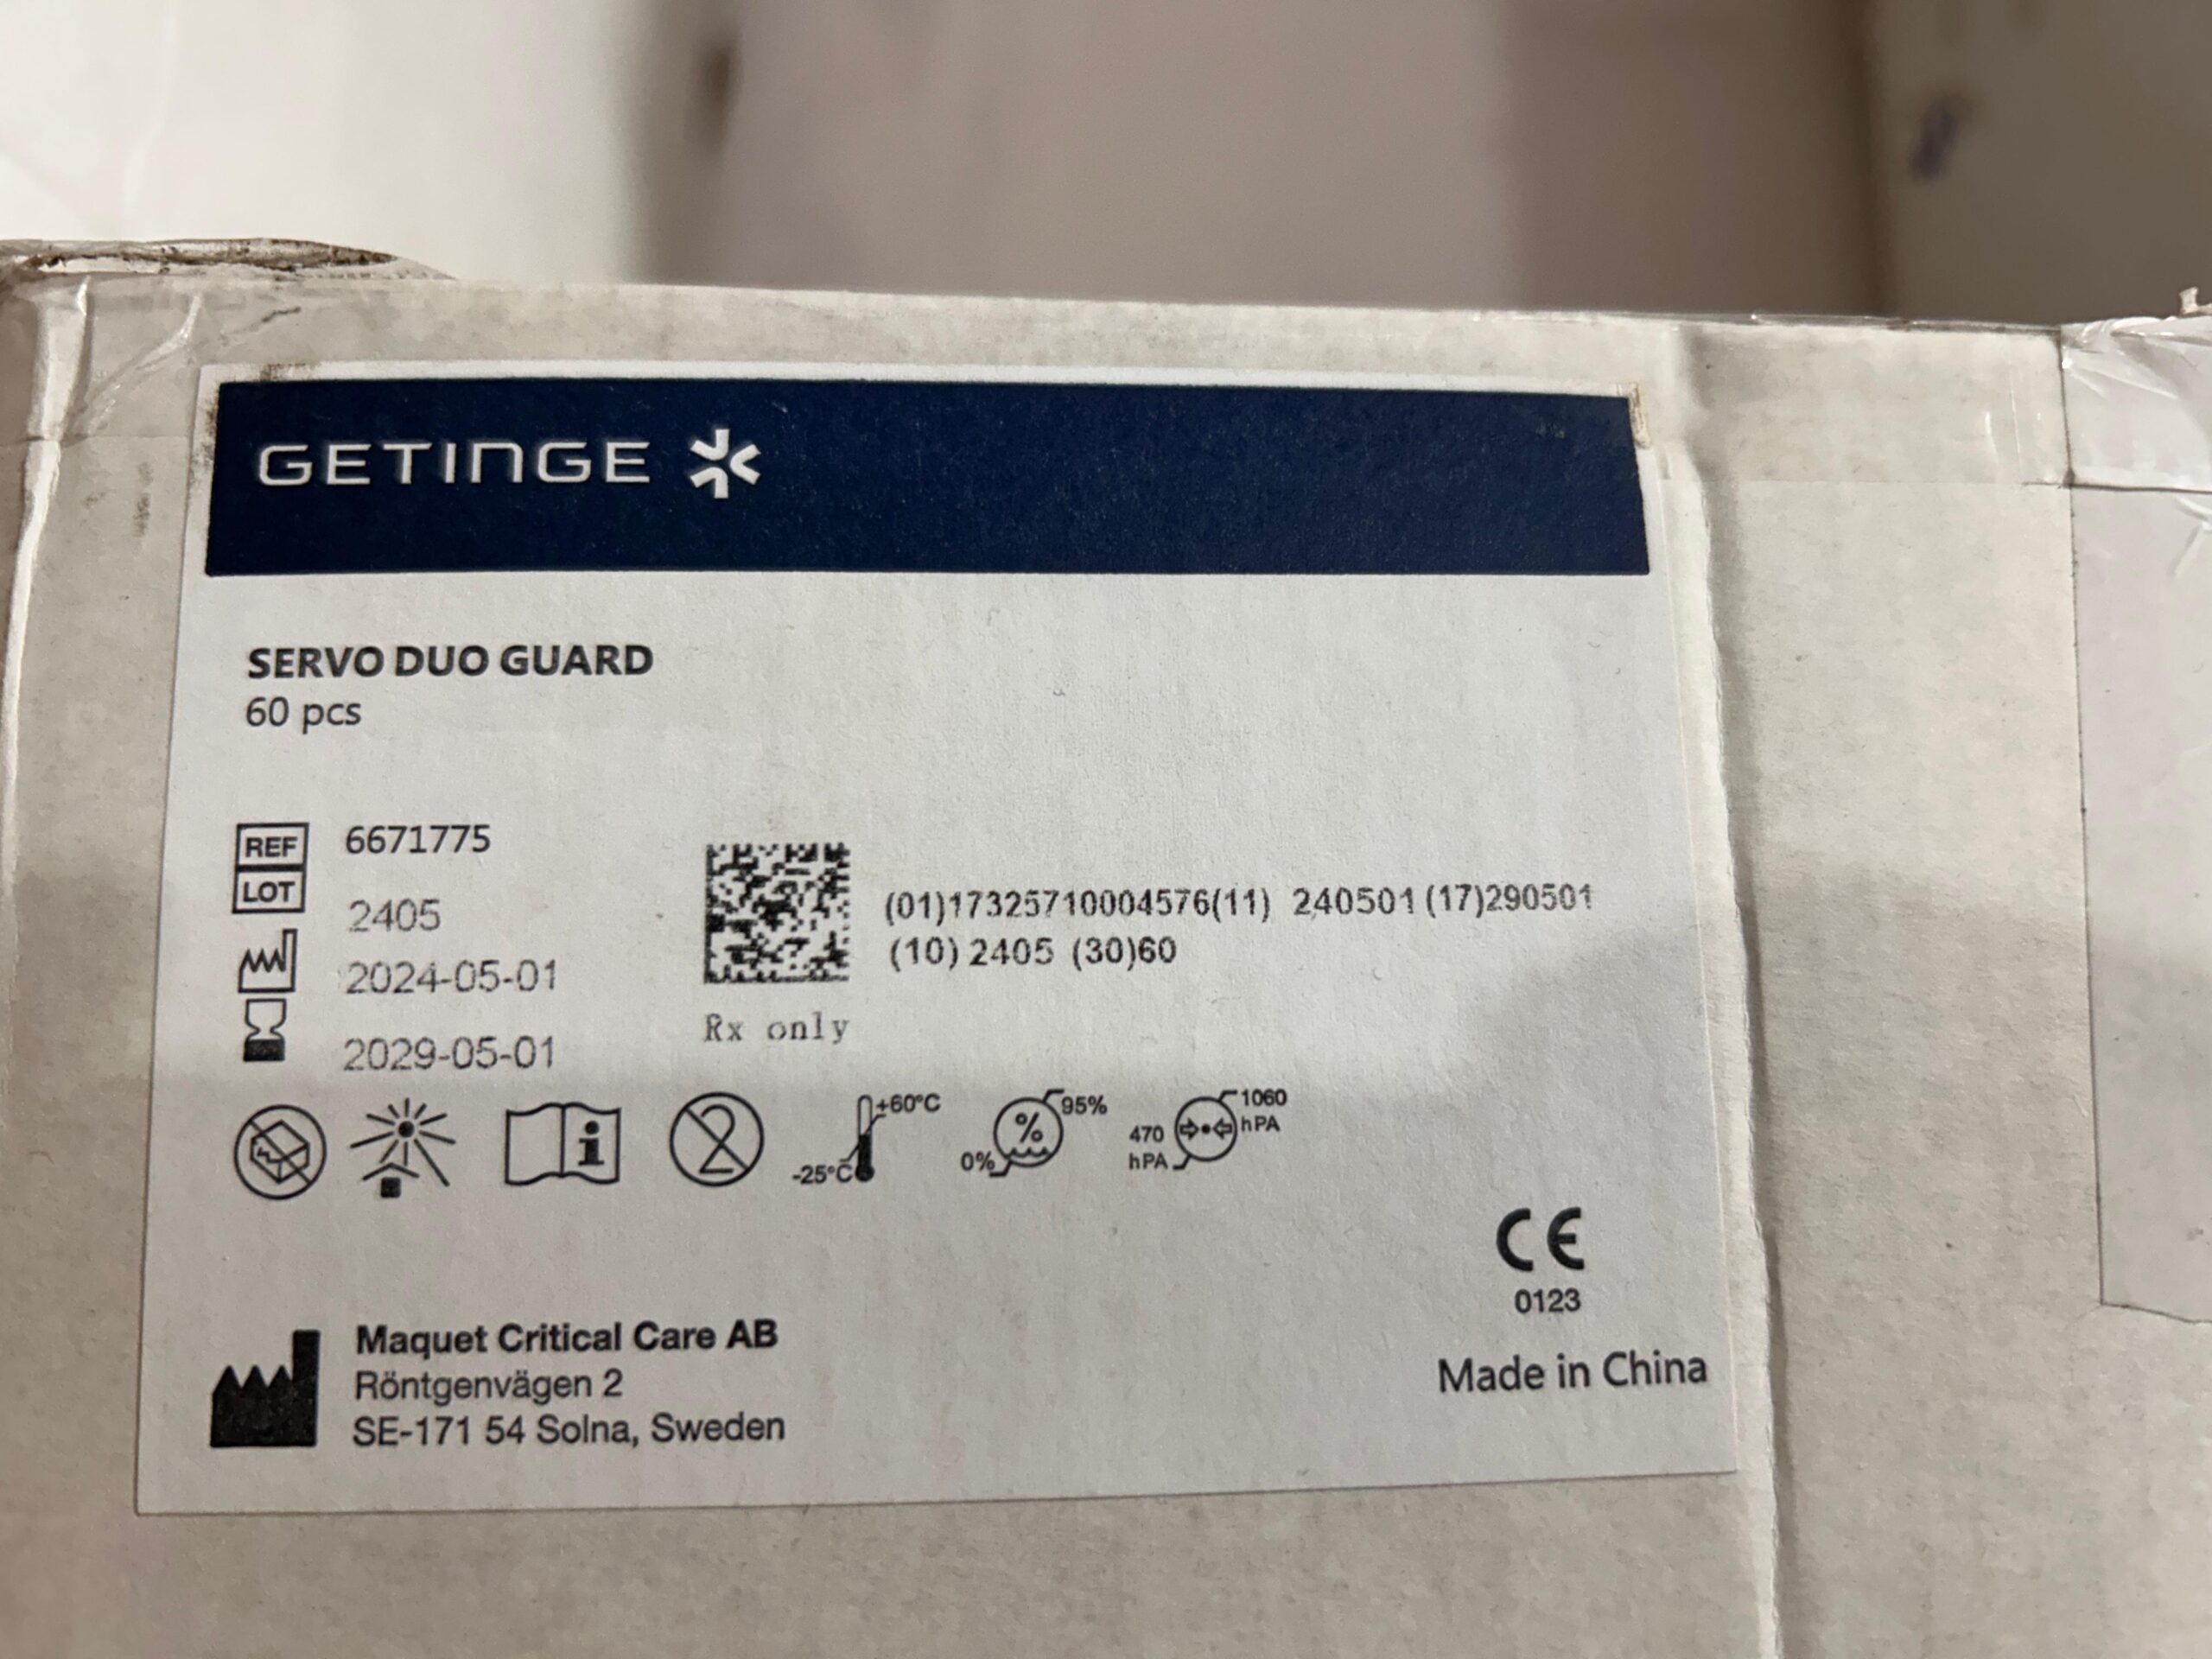 GETINGE
SERVO DUO GUARD
60 pcs
REF 6671775
LOT 2405
2024-05-01
2029-05-01
(01)17325710004576(11) 240501 (17)290501
(10) 2405 (30)60
Rx only
2
-25°C +60°C
0% % 95%
470 hPA 1060 hPA
CE
0123
Made in China
Maquet Critical Care AB
Röntgenvägen 2
SE-171 54 Solna, Sweden